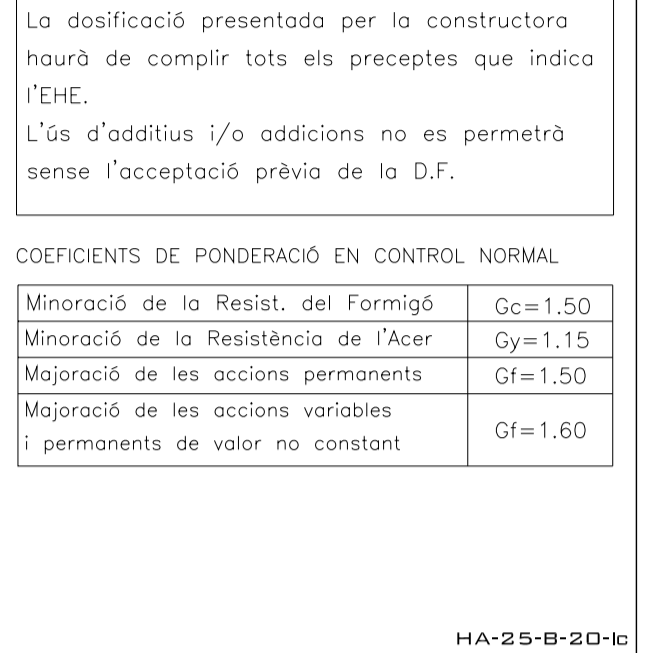 La dosificació presentada per la constructora
haurà de complir tots els preceptes que indica
l'EHE.
L'ús d'additius i/o addicions no es permetrà
sense l'acceptació prèvia de la D.F.
COEFICIENTS DE PONDERACIÓ EN CONTROL NORMAL
Minoració de la Resist. del Formigó Gc=1.50
Minoració de la Resistència de l'Acer Gy=1.15
Majoració de les accions permanents Gf=1.50
Majoració de les accions variables
i permanents de valor no constant Gf=1.60
HA-25-B-20-Ic